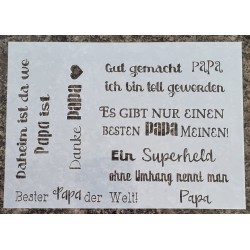 Daheim ist da wo
Papa ist
Danke Papa
Gut gemacht PAPA
ich bin toll geworden
ES GIBT NUR EINEN
BESTEN PAPA MEINEN!
Ein Superheld
ohne Umhang nennt man
Papa
Bester Papa der Welt!